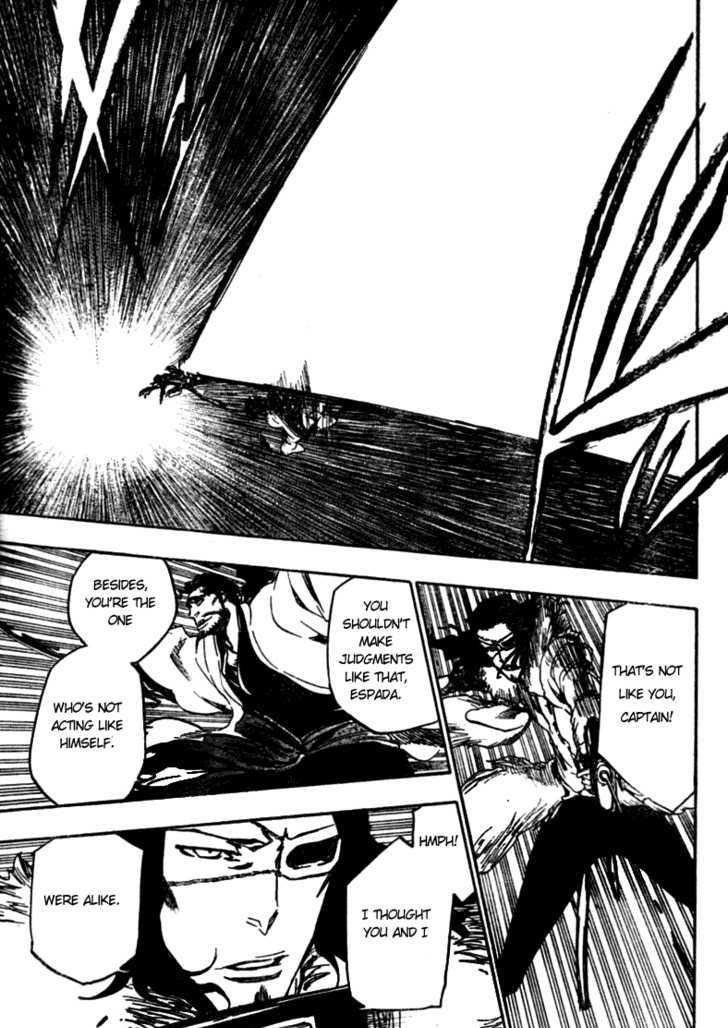 THAT'S NOT
LIKE YOU,
CAPTAIN!
YOU
SHOULDN'T
MAKE
JUDGMENTS
LIKE THAT,
ESPADA.
BESIDES,
YOU'RE THE
ONE
WHO'S NOT
ACTING LIKE
HIMSELF.
HMPH!
I THOUGHT
YOU AND I
WERE ALIKE.